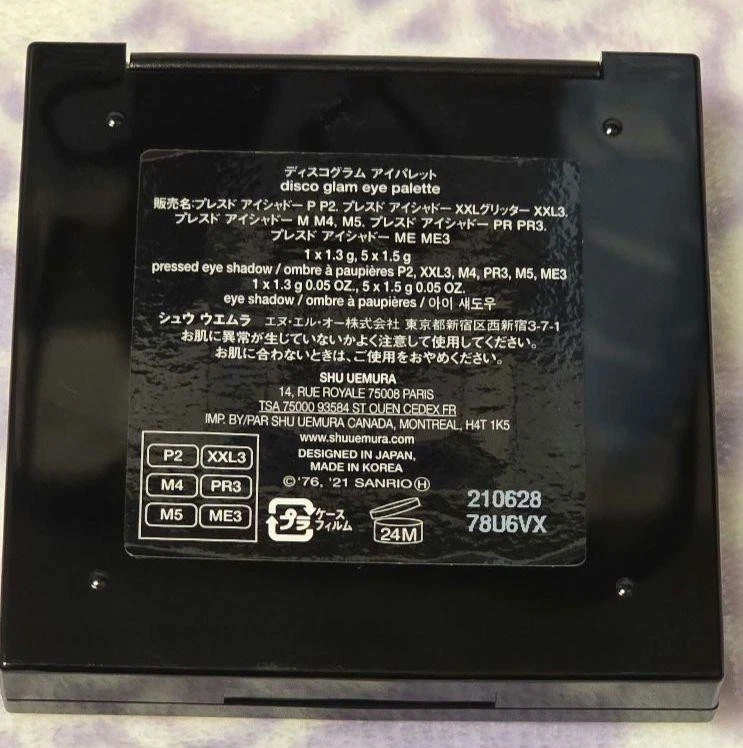 ディスコグラム アイパレット
disco glam eye palette
販売名:プレスド アイシャドー P P2. プレスド アイシャドー XXLグリッター XXL3.
プレスド アイシャドー M M4, M5. プレスド アイシャドー PR PR3.
プレスド アイシャドー ME ME3
1 x 1.3 g, 5 x 1.5 g
pressed eye shadow / ombre à paupières P2, XXL3, M4, PR3, M5, ME3
1 x 1.3 g 0.05 OZ., 5 x 1.5 g 0.05 OZ.
eye shadow / ombre à paupières / 아이 섀도우
シュウ ウエムラ エヌ・エル・オー株式会社 東京都新宿区西新宿3-7-1
お肌に異常が生じていないかよく注意して使用してください。
お肌に合わないときは、ご使用をおやめください。
SHU UEMURA
14, RUE ROYALE 75008 PARIS
TSA 75000 93584 ST OUEN CEDEX FR
IMP. BY/PAR SHU UEMURA CANADA, MONTREAL, H4T 1K5
www.shuuemura.com
DESIGNED IN JAPAN,
MADE IN KOREA
©'76, '21 SANRIO Ⓗ
P2 XXL3
M4 PR3
M5 ME3
プラ ケース
フィルム
24M
210628
78U6VX